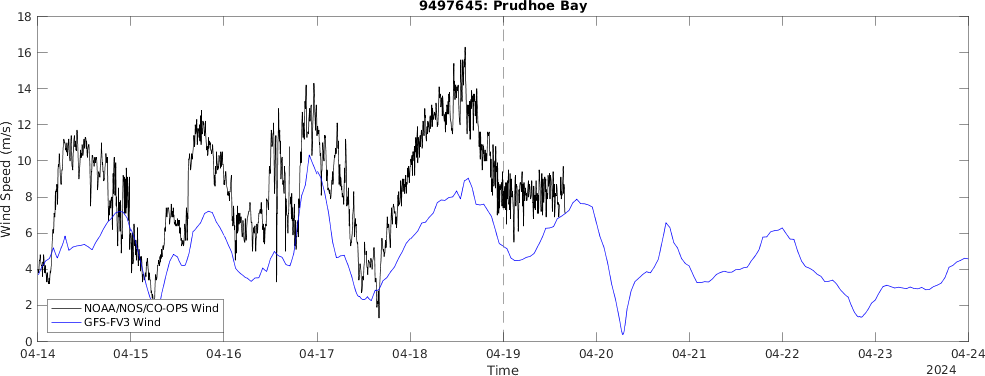 9497645: Prudhoe Bay
Wind Speed (m/s)
18
16
14
12
10
8
6
4
2
0
NOAA/NOS/CO-OPS Wind
GFS-FV3 Wind
04-14 04-15 04-16 04-17 04-18 04-19 04-20 04-21 04-22 04-23 04-24
Time
2024